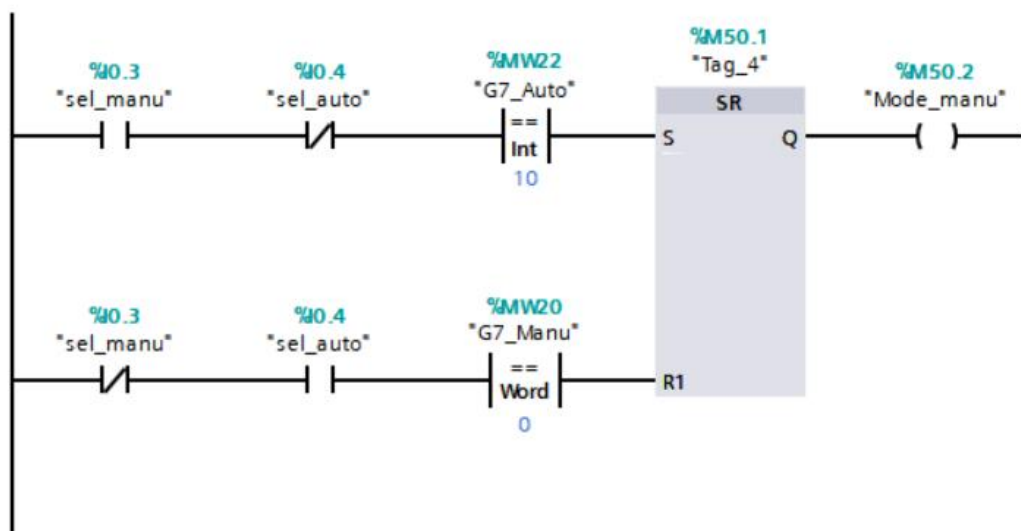 %M50.1
%MW22
"Tag_4"
%I0.3
%I0.4
"G7_Auto"
%M50.2
"sel_manu"
"sel_auto"
SR
"Mode_manu"
==
S
Q
Int
10
%I0.3
%I0.4
%MW20
"sel_manu"
"sel_auto"
"G7_Manu"
==
R1
Word
0